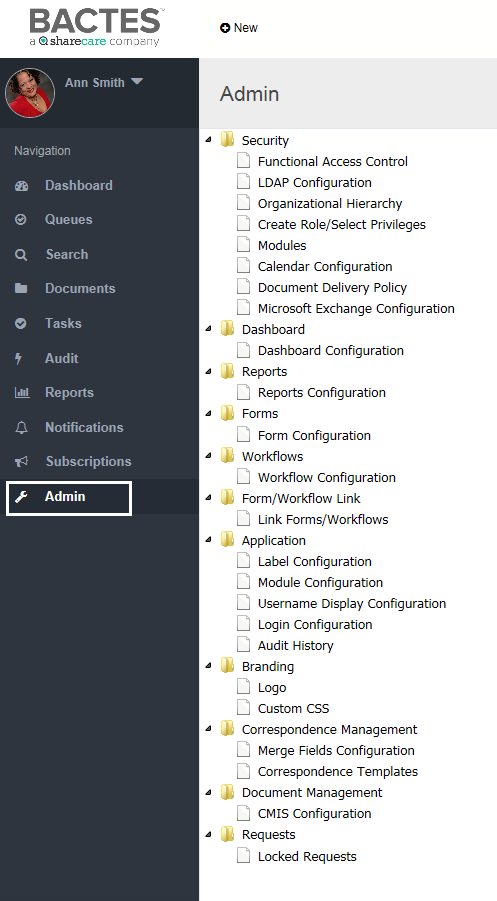 BACTES™
a sharecare company
New
Ann Smith
Admin
Navigation
Dashboard
Queues
Search
Documents
Tasks
Audit
Reports
Notifications
Subscriptions
Admin
Security
Functional Access Control
LDAP Configuration
Organizational Hierarchy
Create Role/Select Privileges
Modules
Calendar Configuration
Document Delivery Policy
Microsoft Exchange Configuration
Dashboard
Dashboard Configuration
Reports
Reports Configuration
Forms
Form Configuration
Workflows
Workflow Configuration
Form/Workflow Link
Link Forms/Workflows
Application
Label Configuration
Module Configuration
Username Display Configuration
Login Configuration
Audit History
Branding
Logo
Custom CSS
Correspondence Management
Merge Fields Configuration
Correspondence Templates
Document Management
CMIS Configuration
Requests
Locked Requests